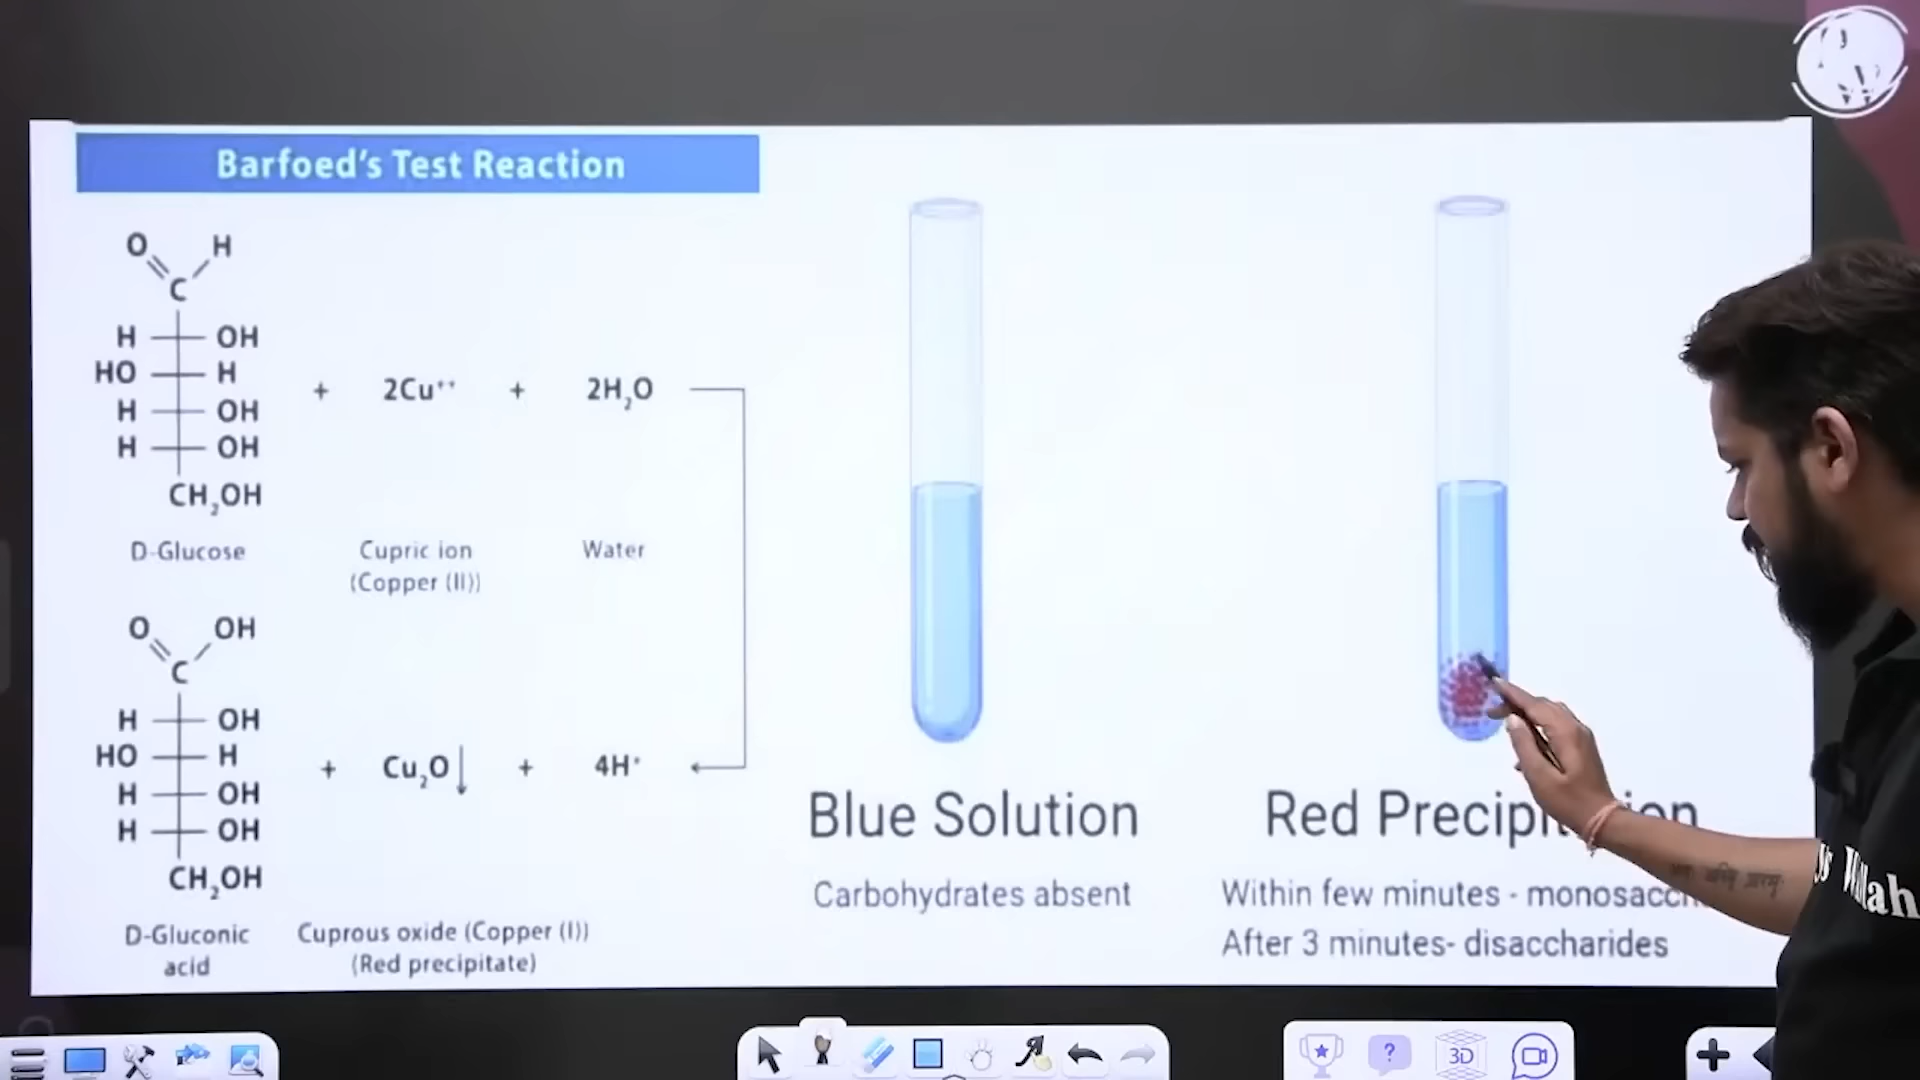 Barfoed's Test Reaction
O H
C
H OH
HO H
H OH
H OH
CH₂OH
+ 2Cu⁺⁺ + 2H₂O
D-Glucose
Cupric ion
(Copper (II))
Water
O OH
C
H OH
HO H
H OH
H OH
CH₂OH
+ Cu₂O↓ + 4H⁺
D-Gluconic
acid
Cuprous oxide (Copper (I))
(Red precipitate)
Blue Solution
Carbohydrates absent
Red
Within few minutes -
After 3 minutes- disaccharides
?
3D